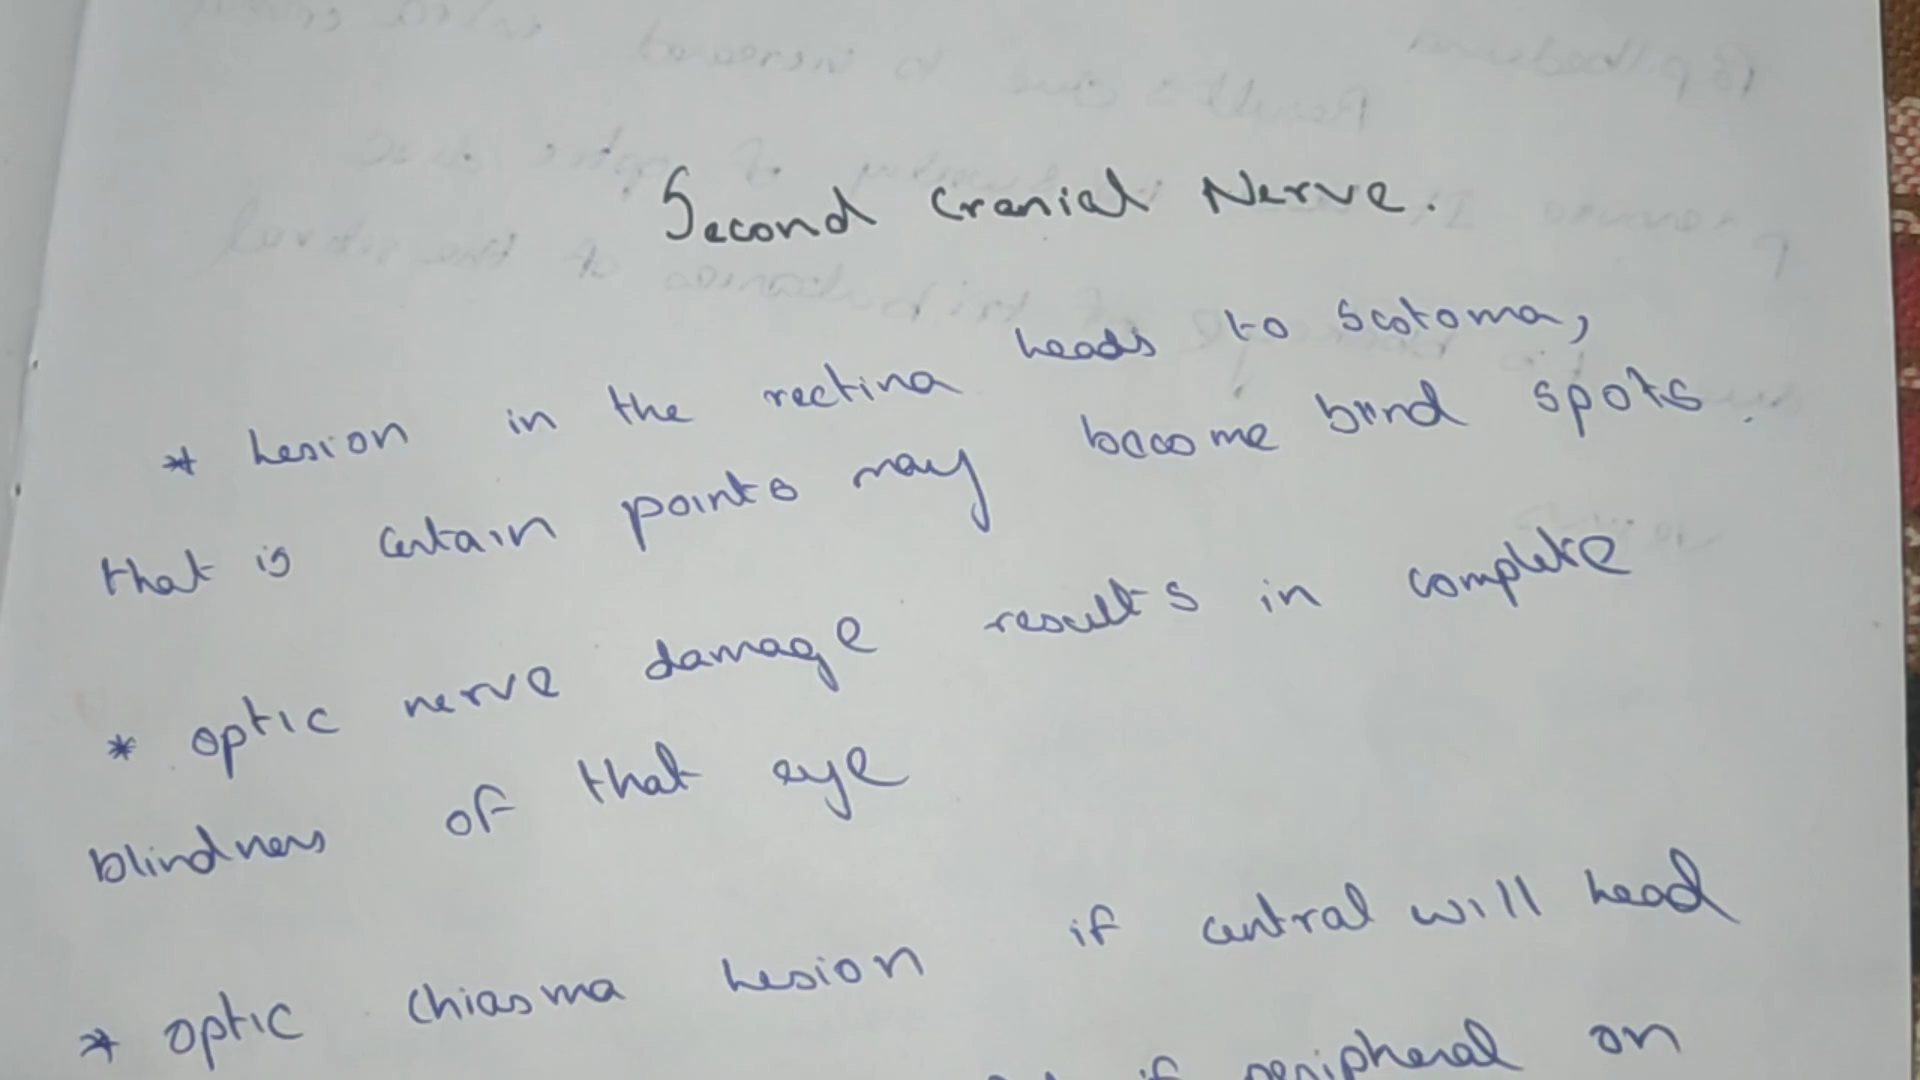 Second Cranial Nerve.
* Lesion in the rectina leads to scotoma,
that is certain points may become blind spots.
* optic nerve damage results in complete
blindness of that eye
* optic chiasma lesion if central will lead
if peripheral on